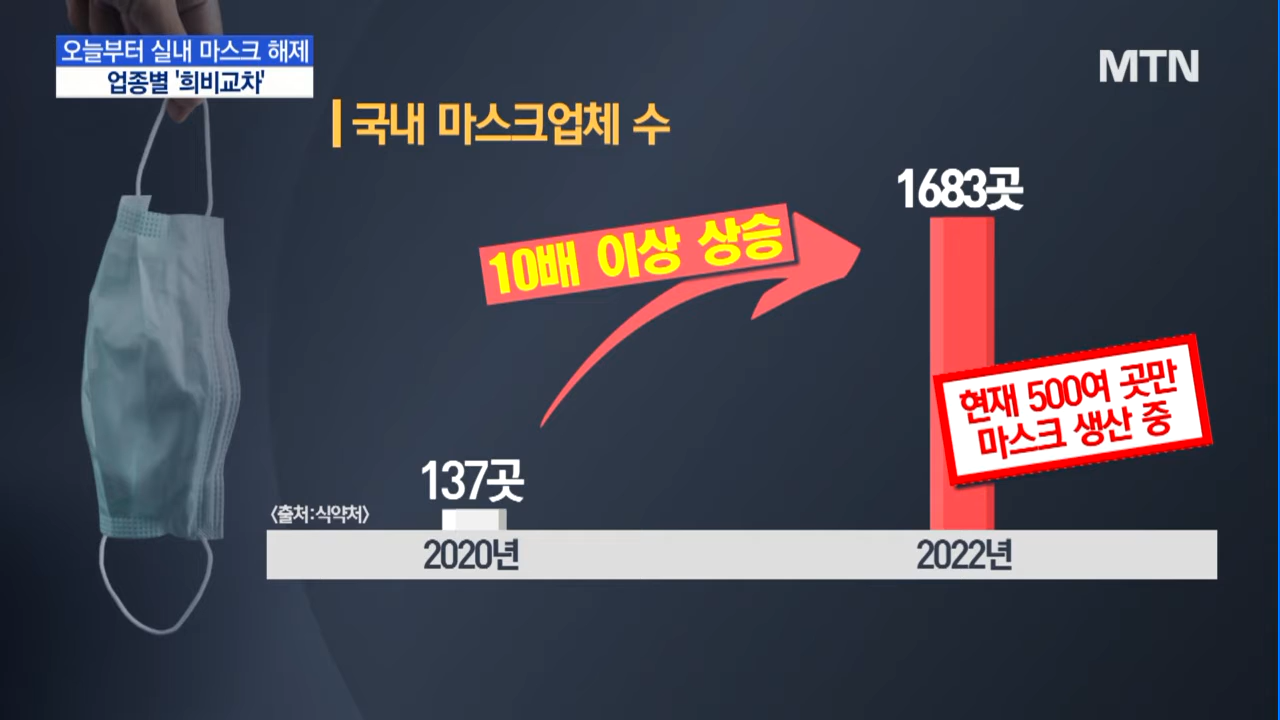 오늘부터 실내 마스크 해제
업종별 '희비교차'
MTN
국내 마스크업체 수
1683곳
10배 이상 상승
현재 500여 곳만
마스크 생산 중
137곳
<출처:식약처>
2020년
2022년